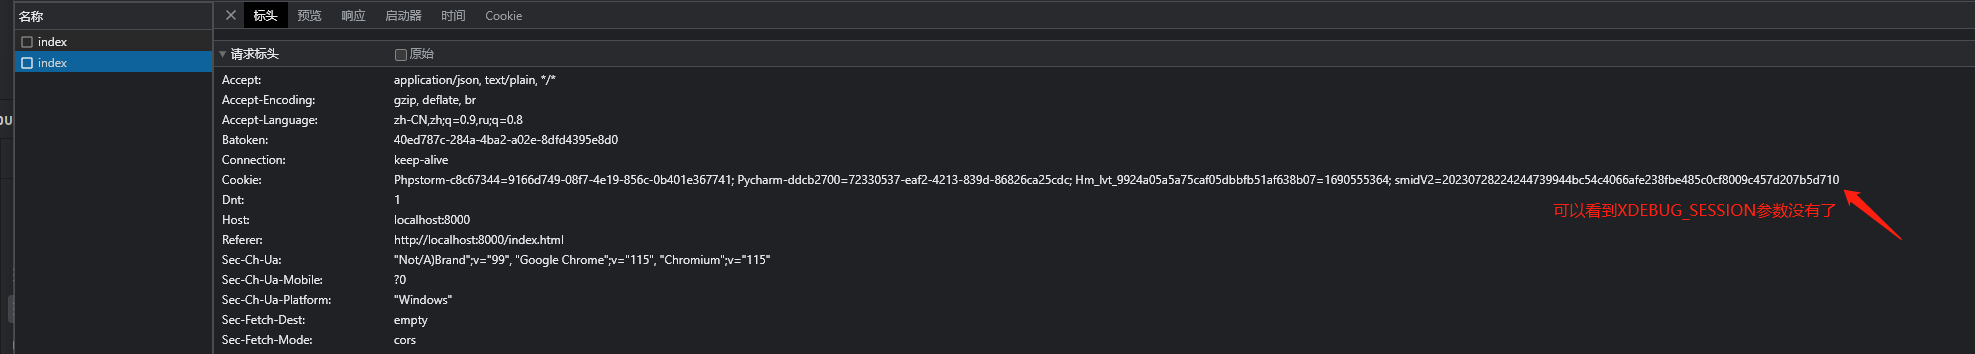 名称
标头 预览 响应 启动器 时间 Cookie
index
index
请求标头 原始
Accept: application/json, text/plain, */*
Accept-Encoding: gzip, deflate, br
Accept-Language: zh-CN,zh;q=0.9,ru;q=0.8
Batoken: 40ed787c-284a-4ba2-a02e-8dfd4395e8d0
Connection: keep-alive
Cookie: Phpstorm-c8c67344=9166d749-08f7-4e19-856c-0b401e367741; Pycharm-ddcb2700=72330537-eaf2-4213-839d-86826ca25cdc; Hm_lvt_9924a05a5a75caf05dbbfb51af638b07=1690555364; smidV2=20230728224244739944bc54c4066afe238fbe485c0cf8009c457d207b5d710
Dnt: 1
可以看到XDEBUG_SESSION参数没有了
Host: localhost:8000
Referer: http://localhost:8000/index.html
Sec-Ch-Ua: "Not/A)Brand";v="99", "Google Chrome";v="115", "Chromium";v="115"
Sec-Ch-Ua-Mobile: ?0
Sec-Ch-Ua-Platform: "Windows"
Sec-Fetch-Dest: empty
Sec-Fetch-Mode: cors